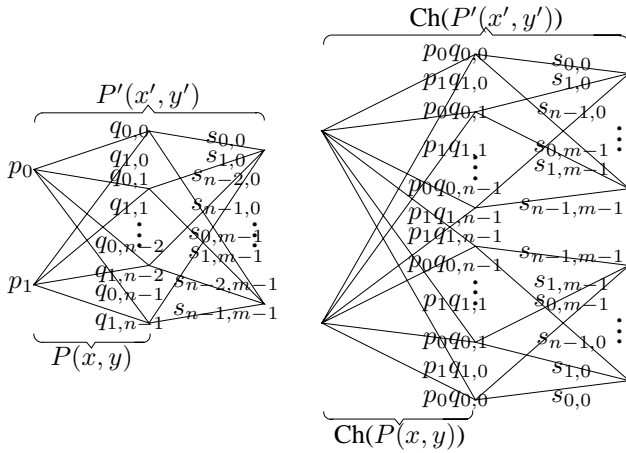 P′(x′, y′)
p₀
p₁
q₀,₀
q₁,₀
q₀,₁
q₁,₁
q₀,ₙ₋₂
q₁,ₙ₋₂
q₀,ₙ₋₁
q₁,ₙ₋₁
s₀,₀
s₁,₀
sₙ₋₂,₀
sₙ₋₁,₀
s₀,ₘ₋₁
s₁,ₘ₋₁
sₙ₋₂,ₘ₋₁
sₙ₋₁,ₘ₋₁
P(x, y)
Ch(P′(x′, y′))
p₀q₀,₀
p₁q₁,₀
p₀q₀,₁
p₁q₁,₁
p₀q₀,ₙ₋₁
p₁q₁,ₙ₋₁
p₁q₁,ₙ₋₁
p₀q₀,ₙ₋₁
p₁q₁,₁
p₀q₀,₁
p₁q₁,₀
p₀q₀,₀
s₀,₀
s₁,₀
sₙ₋₁,₀
s₀,ₘ₋₁
s₁,ₘ₋₁
sₙ₋₁,ₘ₋₁
sₙ₋₁,ₘ₋₁
s₁,ₘ₋₁
s₀,ₘ₋₁
sₙ₋₁,₀
s₁,₀
s₀,₀
Ch(P(x, y))